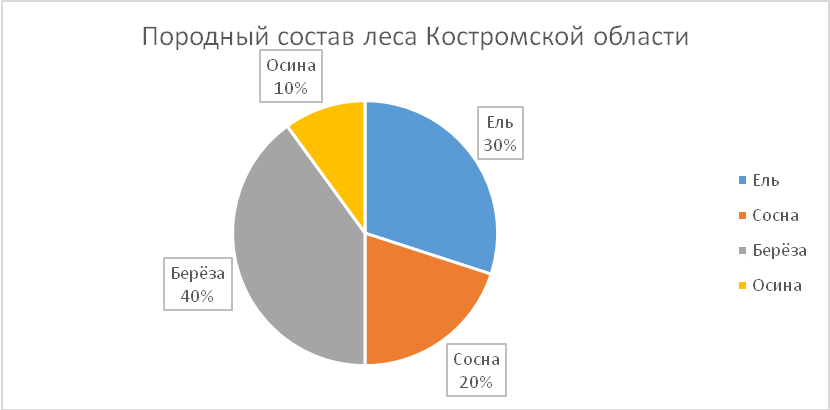 Породный состав леса Костромской области
Осина
10%
Ель
30%
Берёза
40%
Сосна
20%
Ель
Сосна
Берёза
Осина